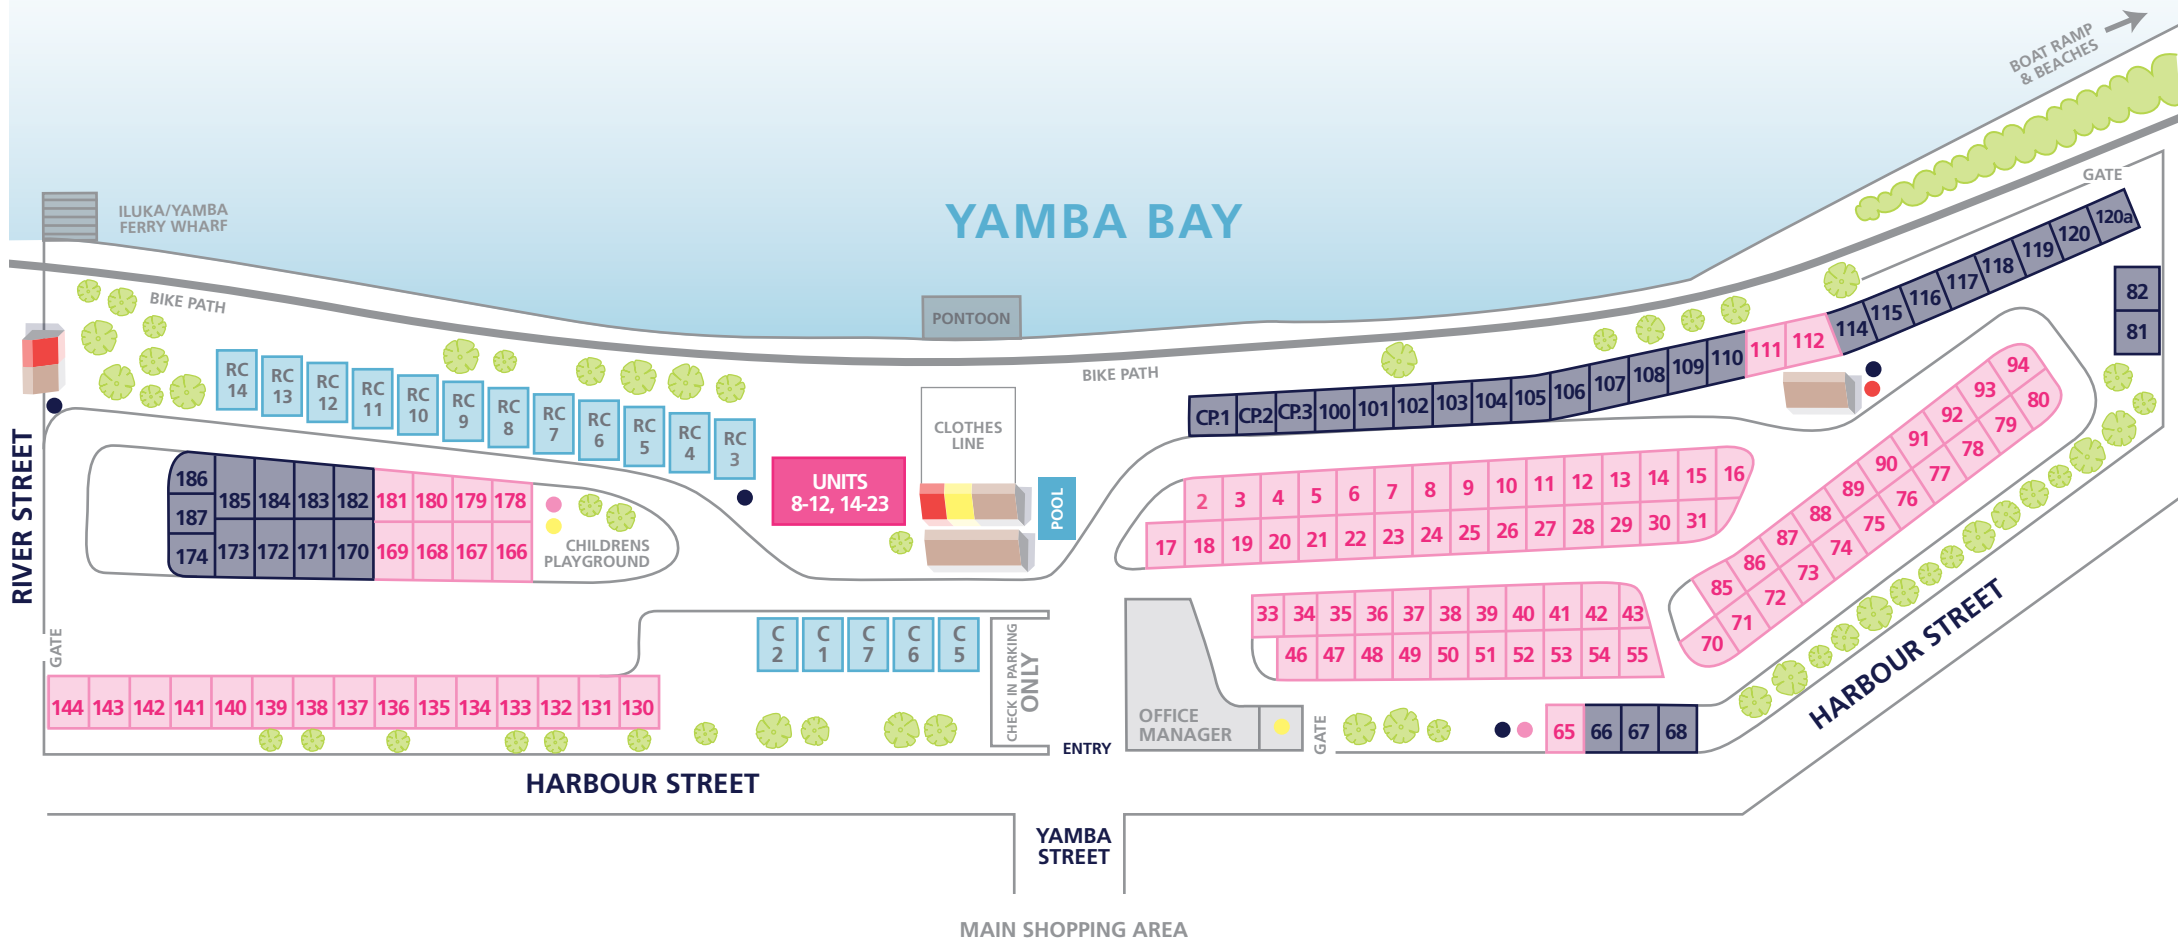 BOAT RAMP
& BEACHES
GATE
ILUKA/YAMBA
FERRY WHARF
YAMBA BAY
BIKE PATH
PONTOON
BIKE PATH
120a
120
119
118
117
116
115
114
112
111
110
109
108
107
106
105
104
103
102
101
100
CP.3
CP.2
CP.1
82
81
RC
14
RC
13
RC
12
RC
11
RC
10
RC
9
RC
8
RC
7
RC
6
RC
5
RC
4
RC
3
CLOTHES
LINE
UNITS
8-12, 14-23
POOL
RIVER STREET
186
187
174
185 184 183 182 181 180 179 178
173 172 171 170 169 168 167 166
CHILDRENS
PLAYGROUND
2 3 4 5 6 7 8 9 10 11 12 13 14 15 16
17 18 19 20 21 22 23 24 25 26 27 28 29 30 31
94
93
92
91
90
89
88
87
86
85
80
79
78
77
76
75
74
73
72
71
70
33 34 35 36 37 38 39 40 41 42 43
46 47 48 49 50 51 52 53 54 55
GATE
C
2
C
1
C
7
C
6
C
5
CHECK IN PARKING
ONLY
144 143 142 141 140 139 138 137 136 135 134 133 132 131 130
OFFICE
MANAGER
GATE
65 66 67 68
ENTRY
HARBOUR STREET
HARBOUR STREET
YAMBA
STREET
MAIN SHOPPING AREA